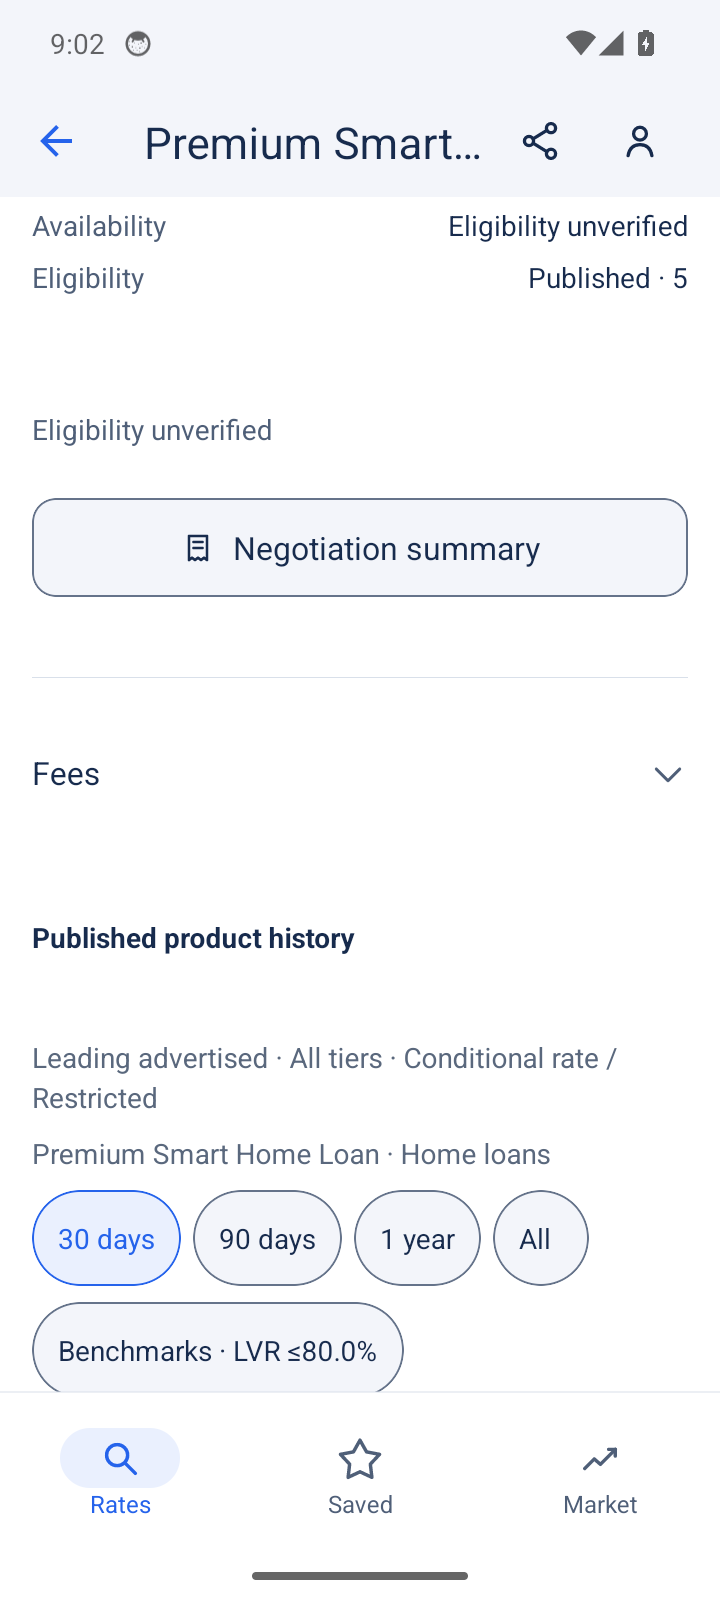 9:02
Premium Smart...
Availability
Eligibility unverified
Eligibility
Published · 5
Eligibility unverified
Negotiation summary
Fees
Published product history
Leading advertised · All tiers · Conditional rate /
Restricted
Premium Smart Home Loan · Home loans
30 days
90 days
1 year
All
Benchmarks · LVR ≤80.0%
Rates
Saved
Market